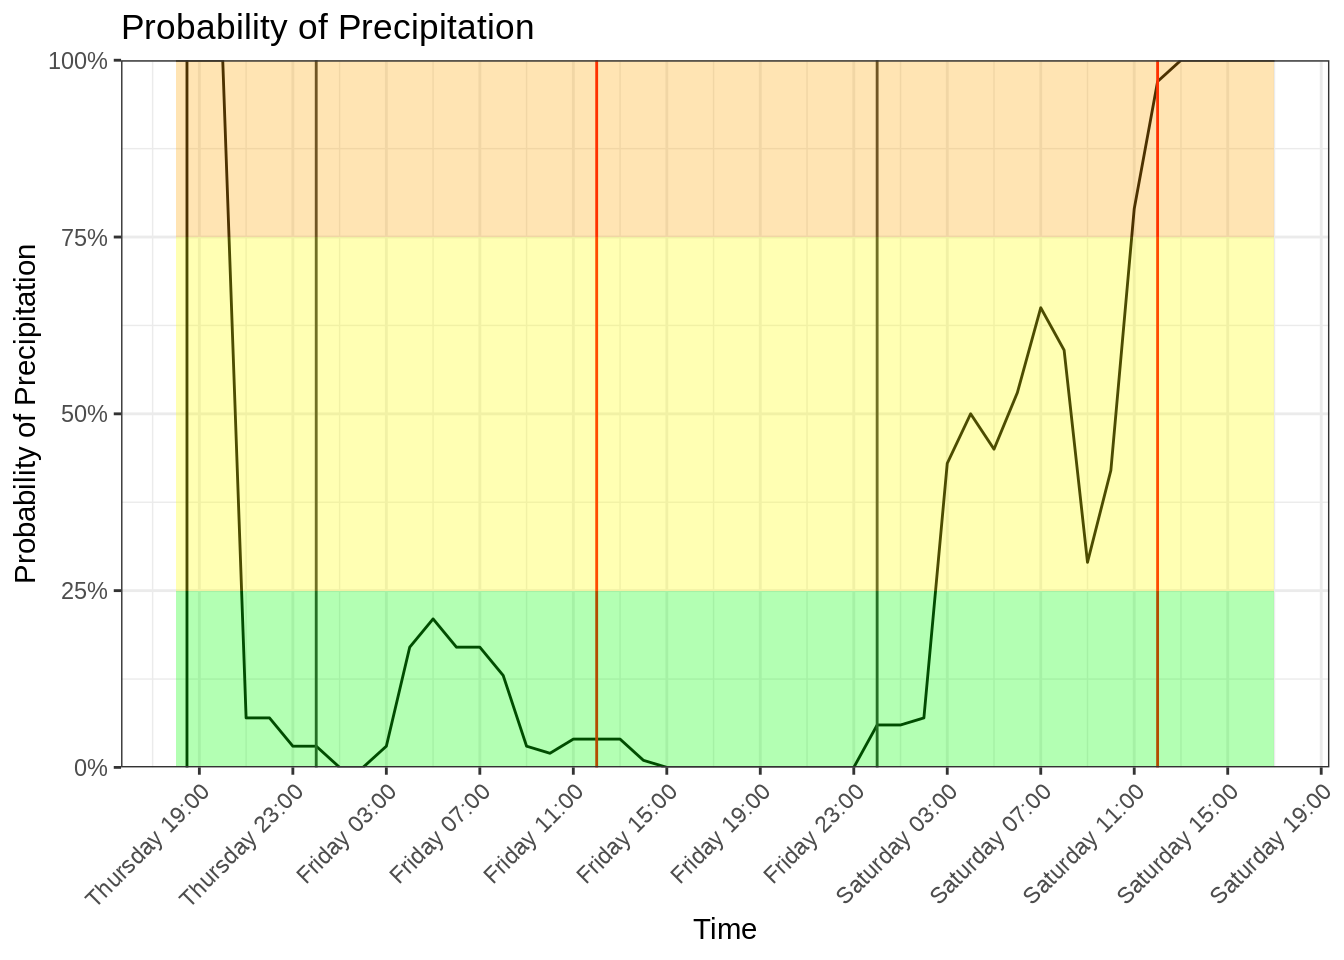 Probability of Precipitation
Probability of Precipitation
100%
75%
50%
25%
0%
Thursday 19:00
Thursday 23:00
Friday 03:00
Friday 07:00
Friday 11:00
Friday 15:00
Friday 19:00
Friday 23:00
Saturday 03:00
Saturday 07:00
Saturday 11:00
Saturday 15:00
Saturday 19:00
Time